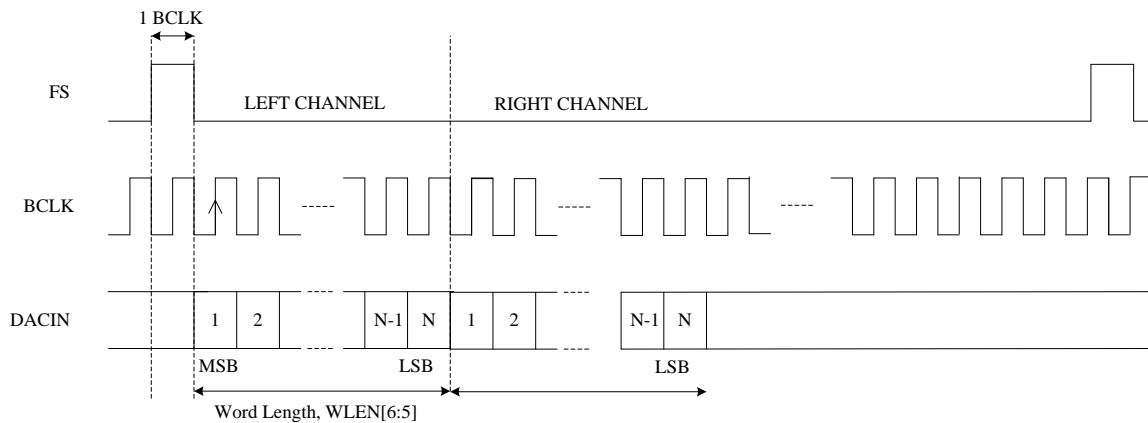 1 BCLK
FS
LEFT CHANNEL
RIGHT CHANNEL
BCLK
DACIN
1
2
N-1
N
1
2
N-1
N
MSB
LSB
LSB
Word Length, WLEN[6:5]